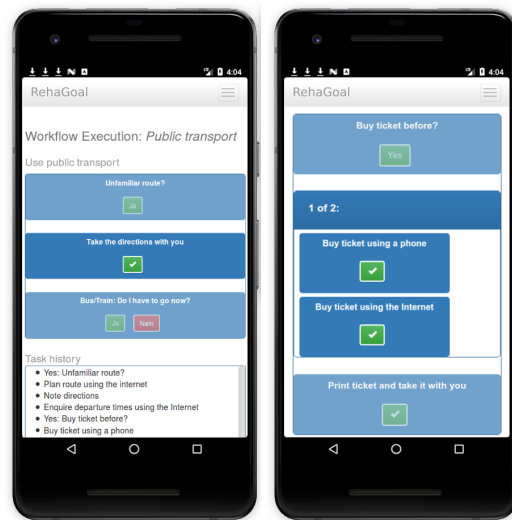 4:04
RehaGoal
Workflow Execution: Public transport
Use public transport
Unfamiliar route?
Ja
Take the directions with you
Bus/Train: Do I have to go now?
Ja Nein
Task history
Yes: Unfamiliar route?
Plan route using the internet
Note directions
Enquire departure times using the Internet
Yes: Buy ticket before?
Buy ticket using a phone
4:04
RehaGoal
Buy ticket before?
Yes
1 of 2:
Buy ticket using a phone
Buy ticket using the Internet
Print ticket and take it with you